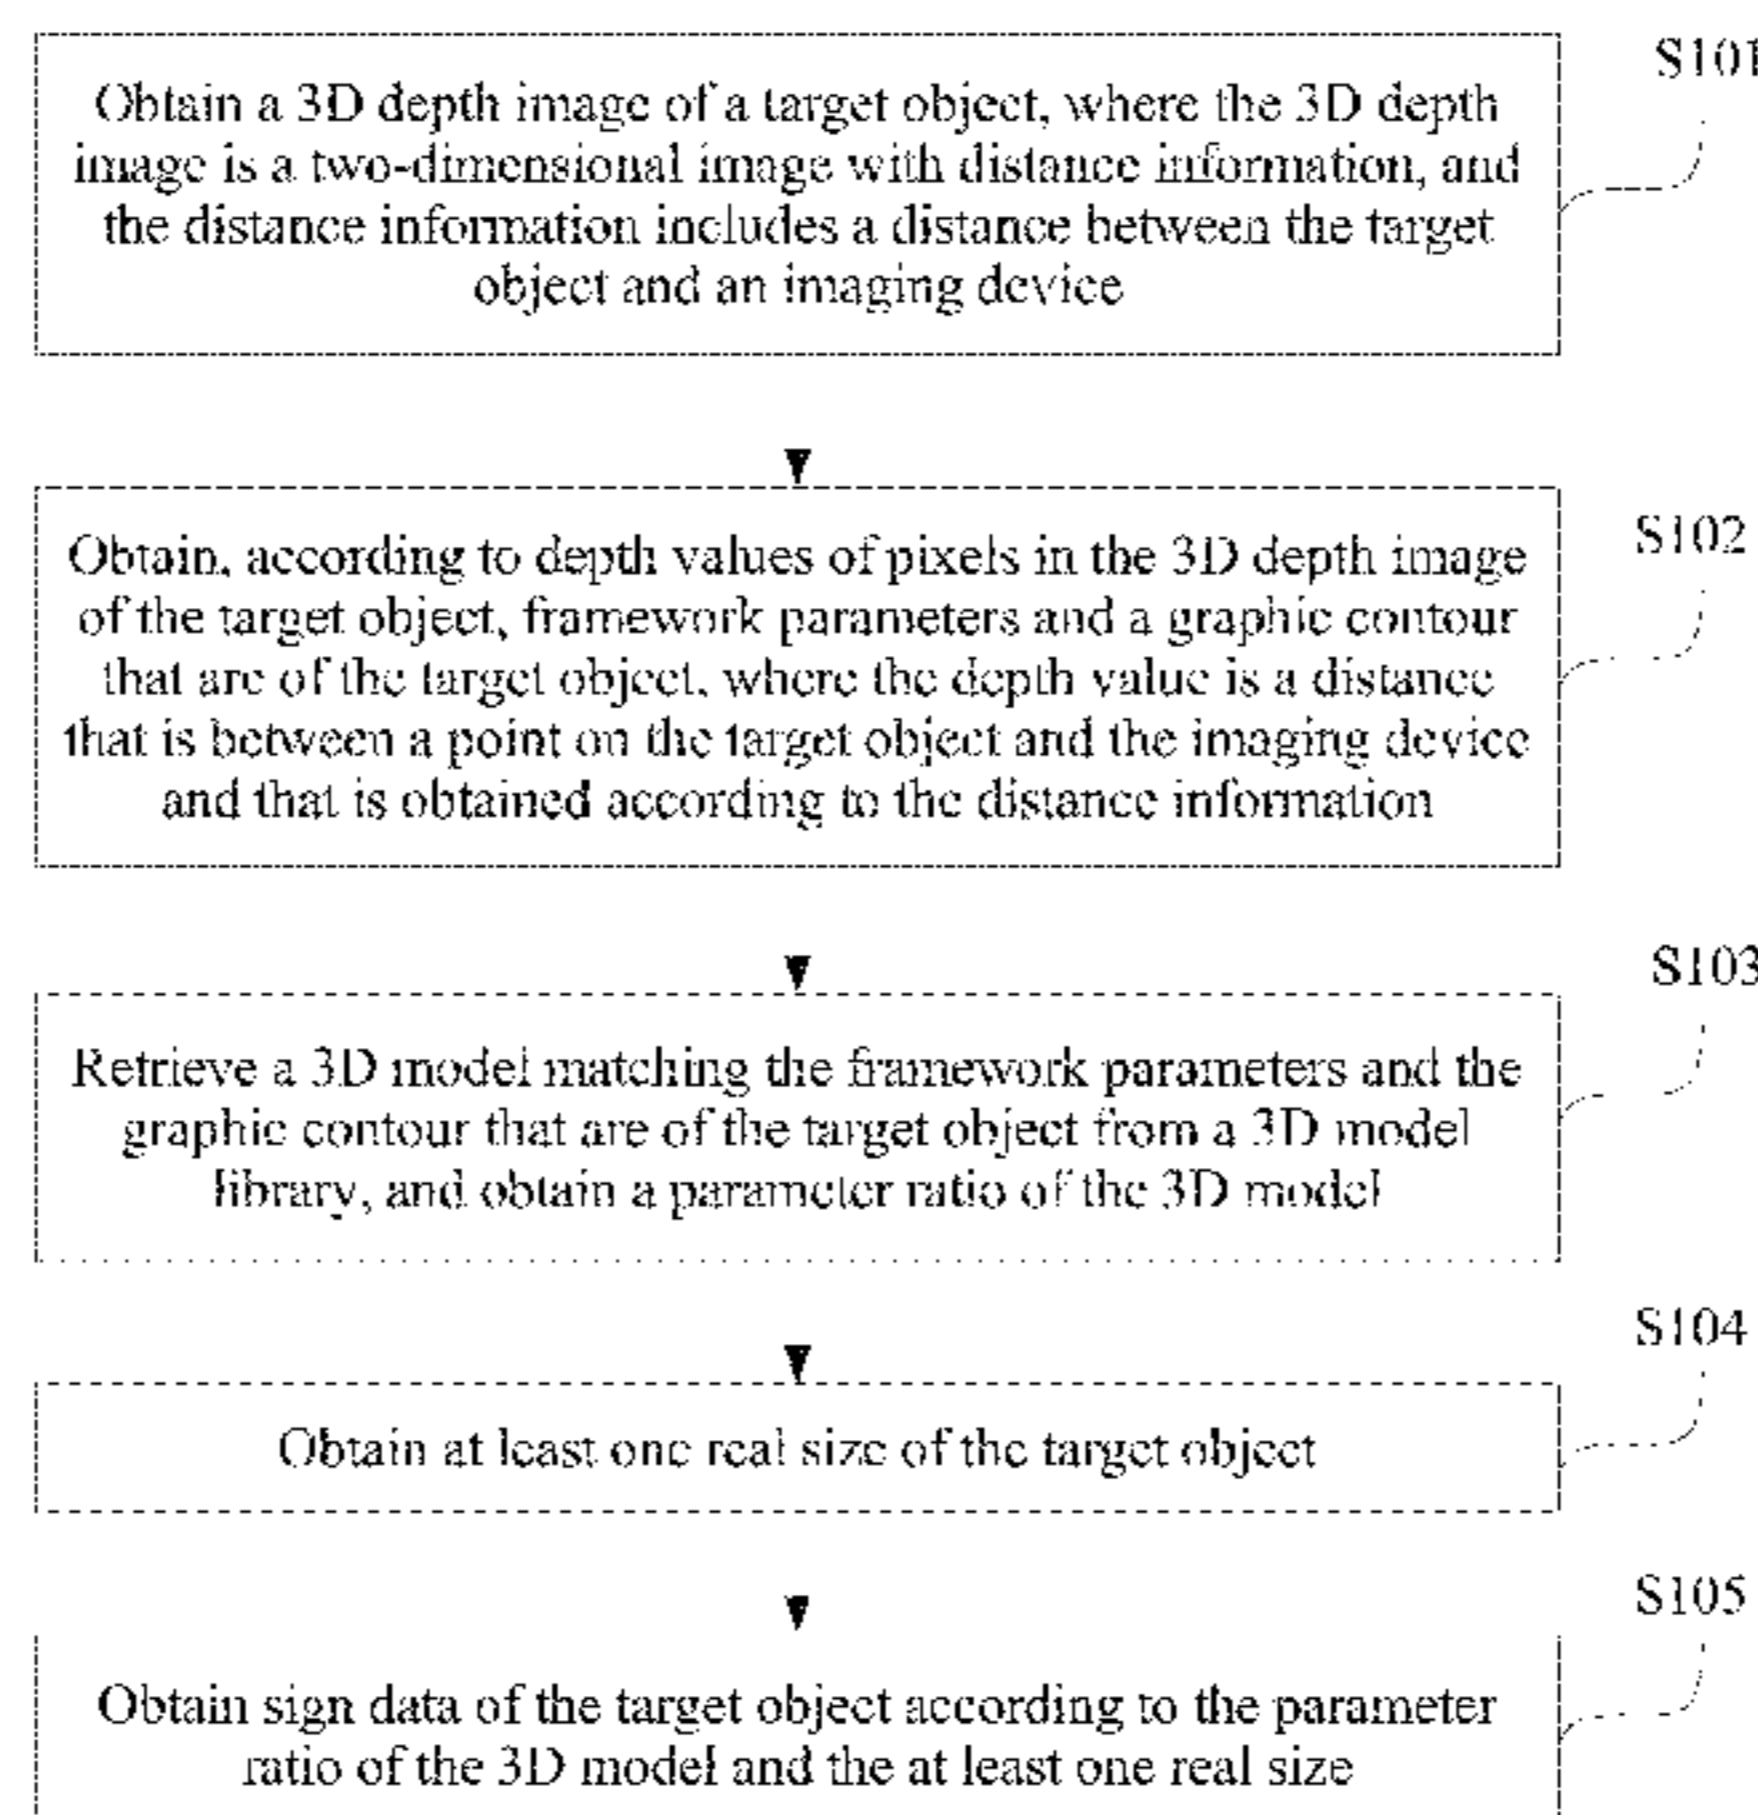 S101
Obtain a 3D depth image of a target object, where the 3D depth
image is a two-dimensional image with distance information, and
the distance information includes a distance between the target
object and an imaging device
S102
Obtain, according to depth values of pixels in the 3D depth image
of the target object, framework parameters and a graphic contour
that are of the target object, where the depth value is a distance
that is between a point on the target object and the imaging device
and that is obtained according to the distance information
S103
Retrieve a 3D model matching the framework parameters and the
graphic contour that are of the target object from a 3D model
library, and obtain a parameter ratio of the 3D model
S104
Obtain at least one real size of the target object
S105
Obtain sign data of the target object according to the parameter
ratio of the 3D model and the at least one real size